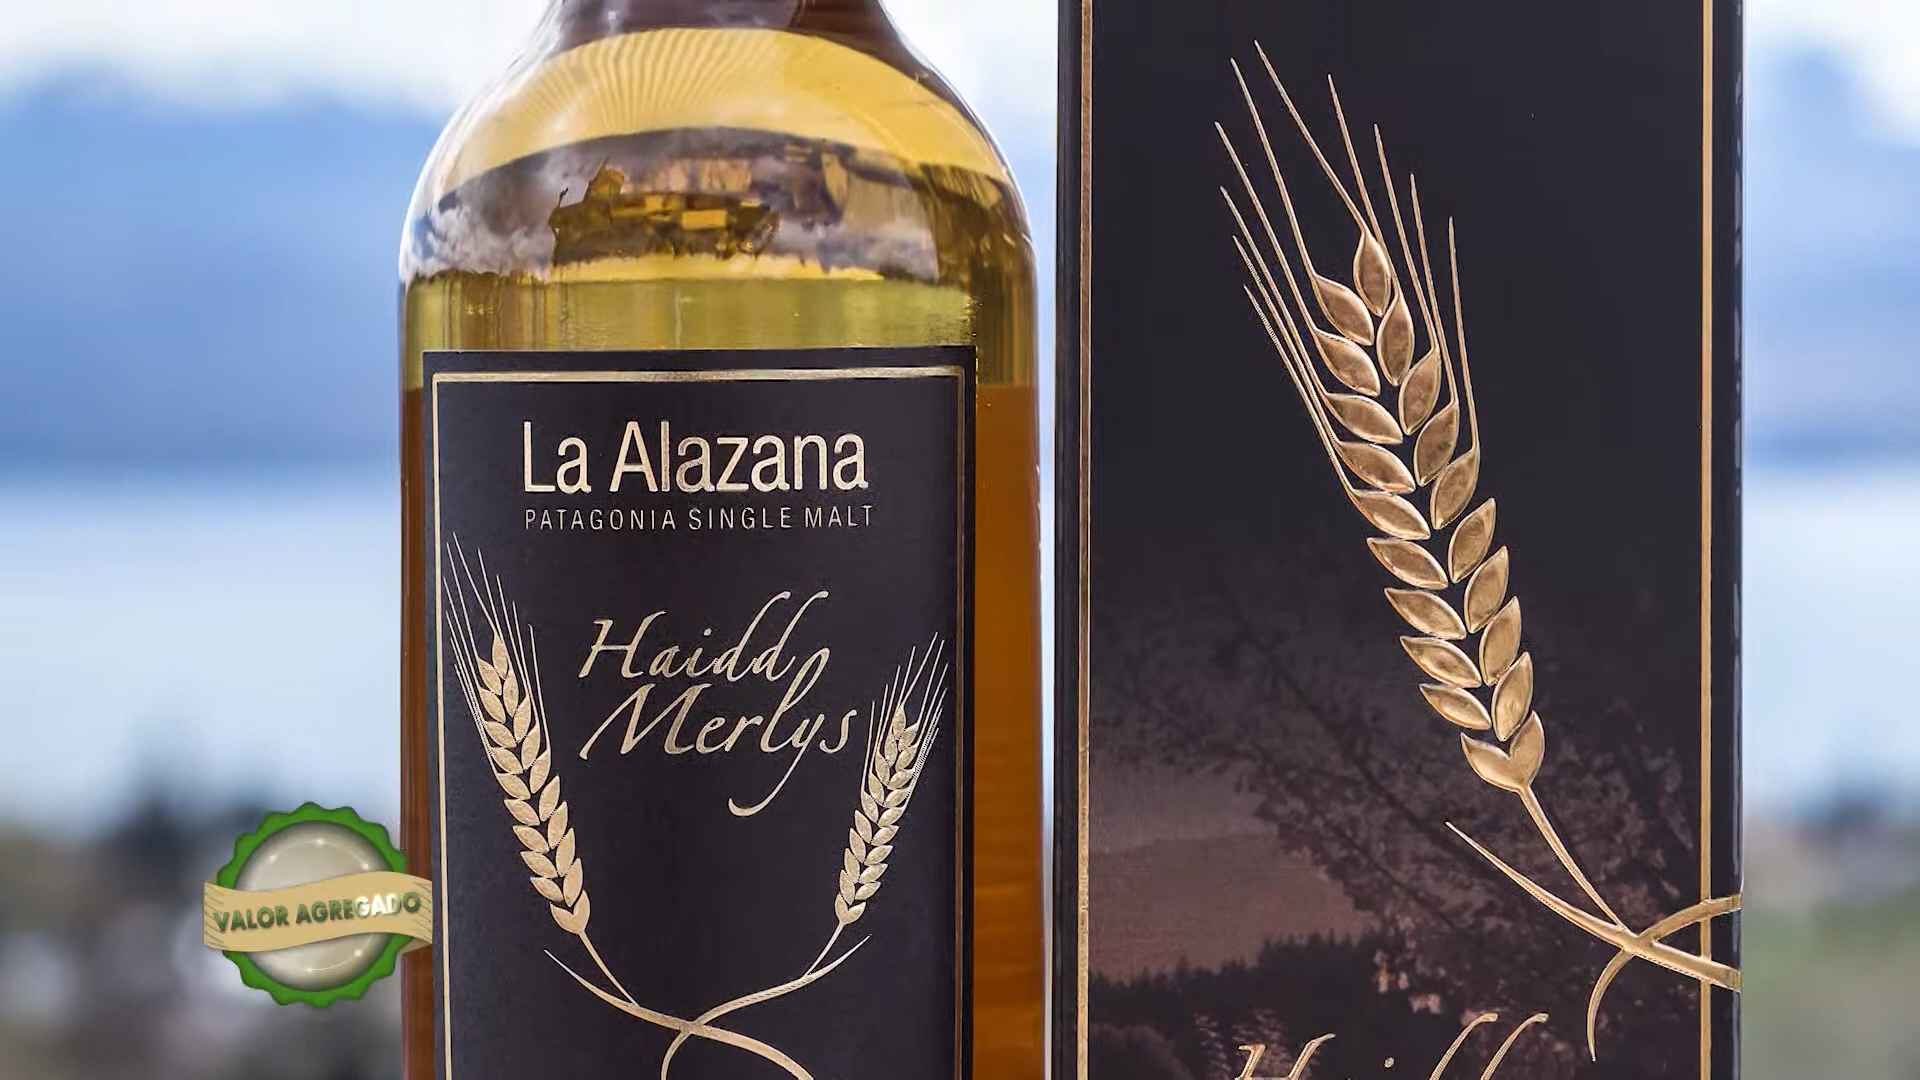 La Alazana
PATAGONIA SINGLE MALT
Haidd
Merlys
VALOR AGREGADO